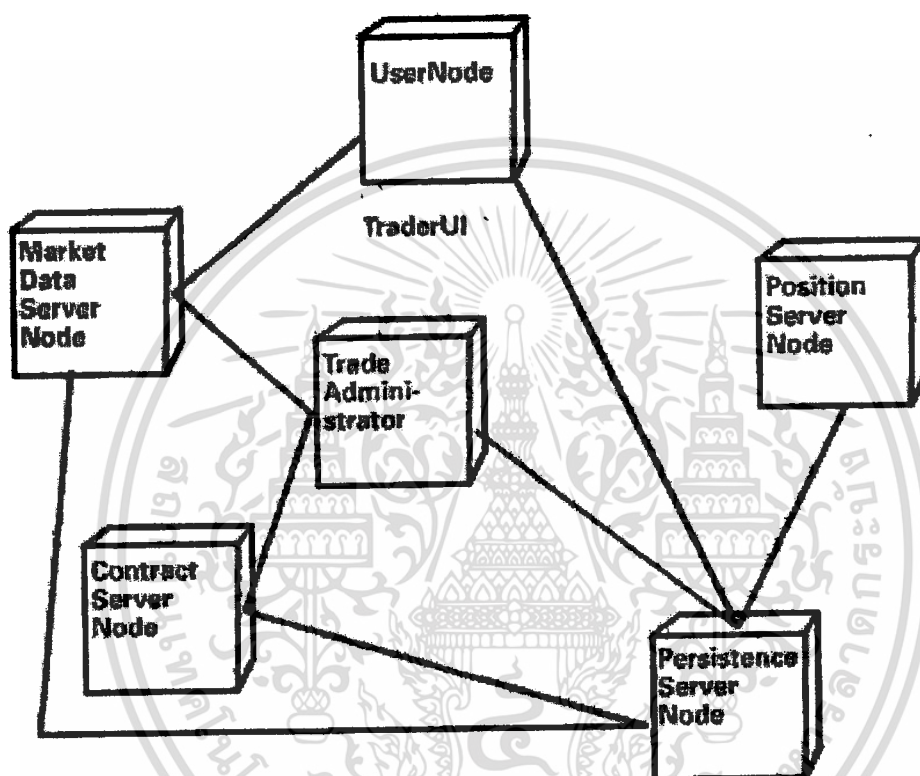 UserNode
TraderUI
Market
Data
Server
Node
Position
Server
Node
Trade
Admini-
strator
Contract
Server
Node
Persistence
Server
Node